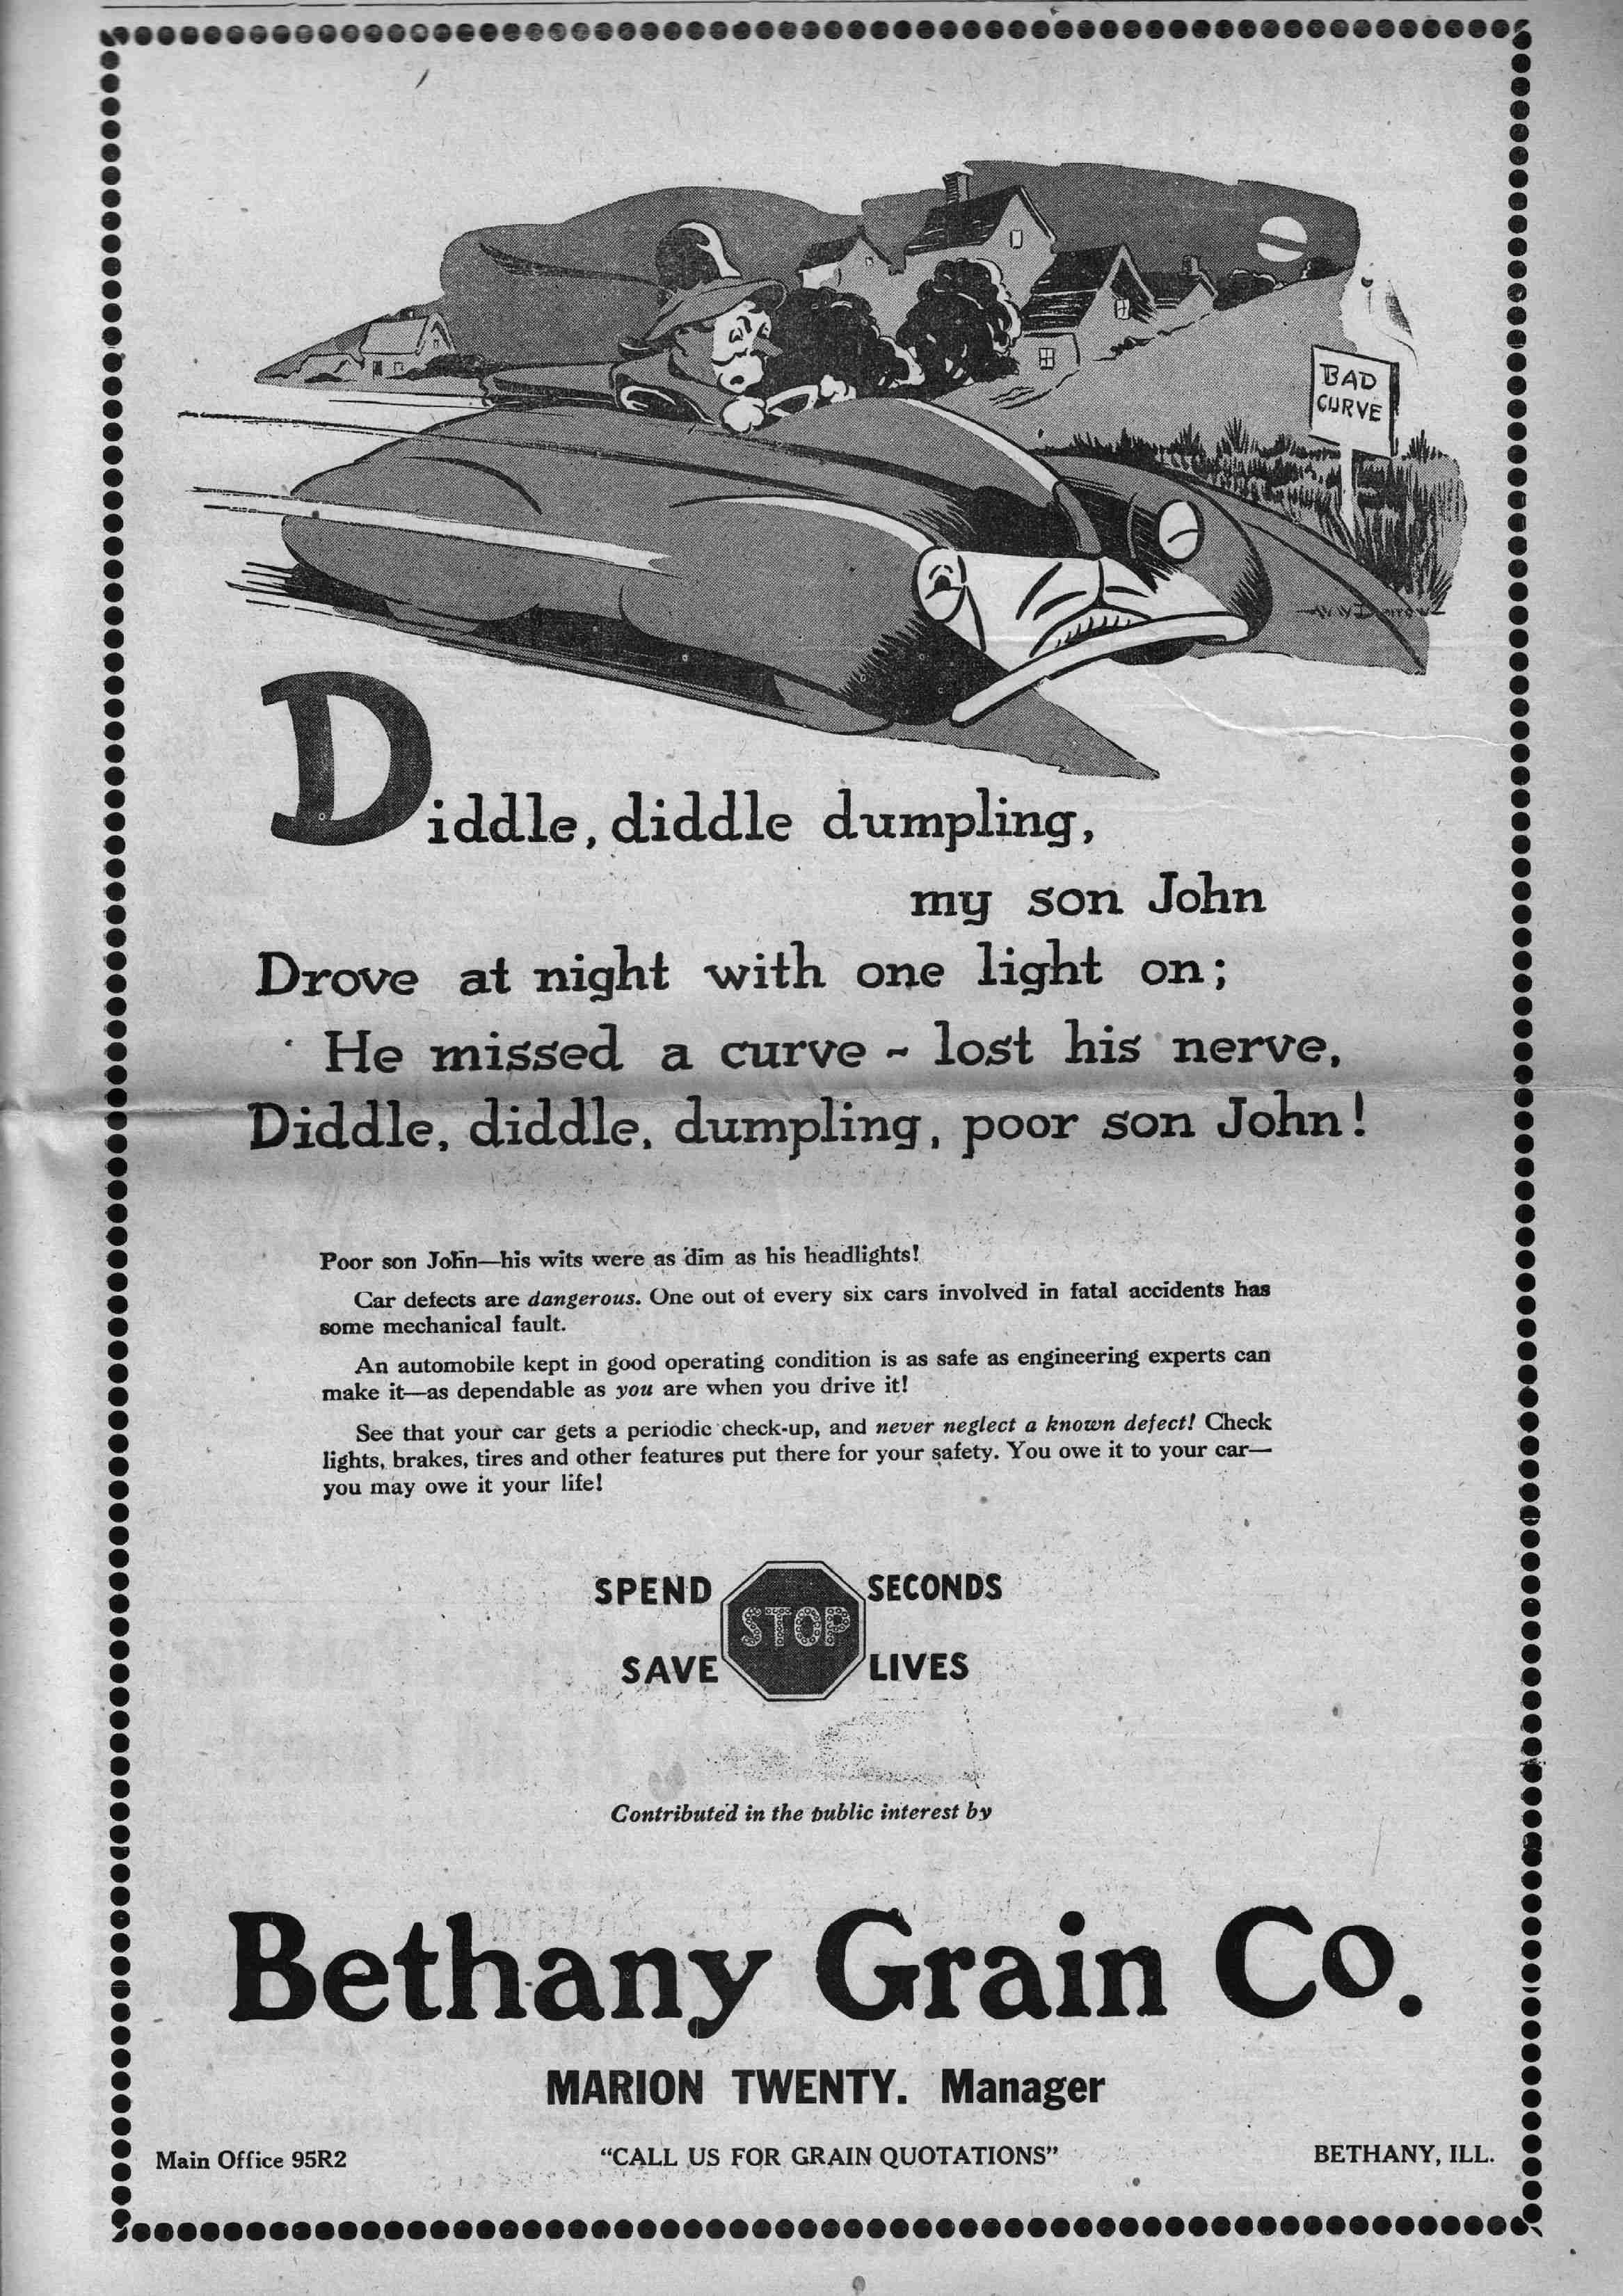 BAD
CURVE
Diddle, diddle dumpling,
my son John
Drove at night with one light on;
He missed a curve ~ lost his nerve,
Diddle, diddle, dumpling, poor son John!
Poor son John—his wits were as dim as his headlights!
Car defects are dangerous. One out of every six cars involved in fatal accidents has
some mechanical fault.
An automobile kept in good operating condition is as safe as engineering experts can
make it—as dependable as you are when you drive it!
See that your car gets a periodic check-up, and never neglect a known defect! Check
lights, brakes, tires and other features put there for your safety. You owe it to your car—
you may owe it your life!
SPEND STOP SECONDS
SAVE LIVES
Contributed in the public interest by
Bethany Grain Co.
MARION TWENTY. Manager
Main Office 95R2 "CALL US FOR GRAIN QUOTATIONS" BETHANY, ILL.